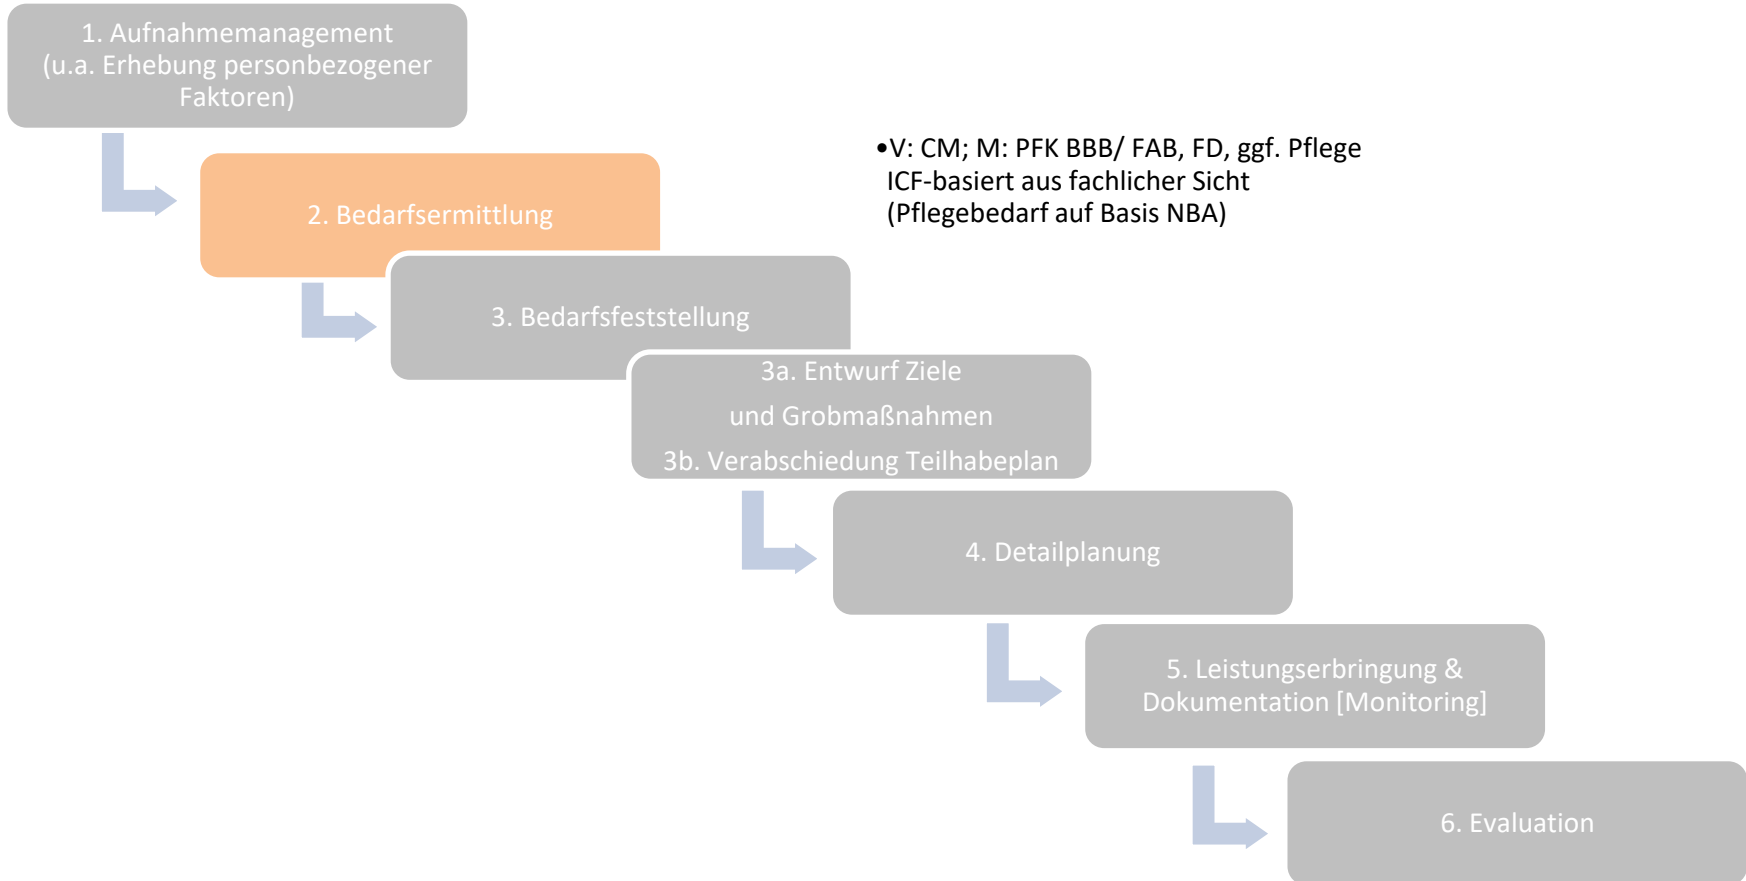 1. Aufnahmemanagement
(u.a. Erhebung personbezogener
Faktoren)
•V: CM; M: PFK BBB/ FAB, FD, ggf. Pflege
ICF-basiert aus fachlicher Sicht
(Pflegebedarf auf Basis NBA)
2. Bedarfsermittlung
3. Bedarfsfeststellung
3a. Entwurf Ziele
und Grobmaßnahmen
3b. Verabschiedung Teilhabeplan
4. Detailplanung
5. Leistungserbringung &
Dokumentation [Monitoring]
6. Evaluation